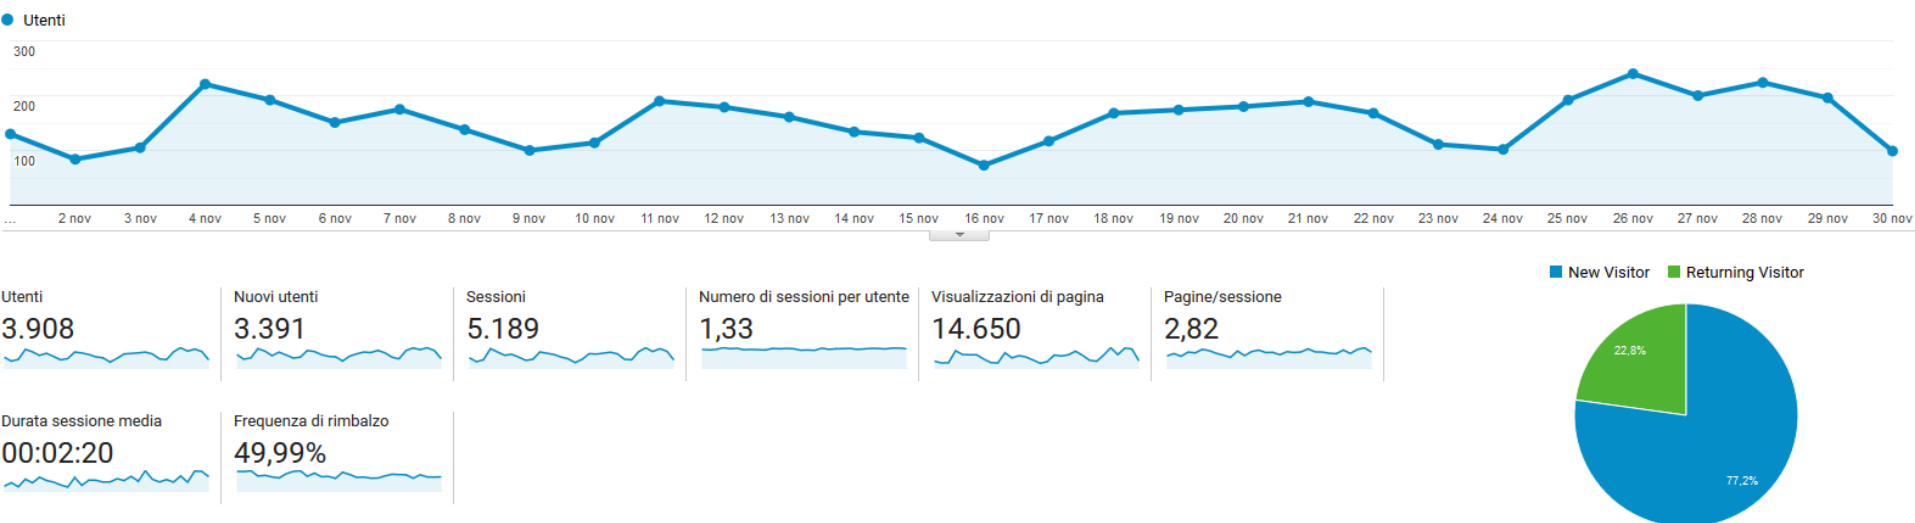 Utenti
300
200
100
... 2 nov 3 nov 4 nov 5 nov 6 nov 7 nov 8 nov 9 nov 10 nov 11 nov 12 nov 13 nov 14 nov 15 nov 16 nov 17 nov 18 nov 19 nov 20 nov 21 nov 22 nov 23 nov 24 nov 25 nov 26 nov 27 nov 28 nov 29 nov 30 nov
New Visitor Returning Visitor
Utenti
3.908
Nuovi utenti
3.391
Sessioni
5.189
Numero di sessioni per utente
1,33
Visualizzazioni di pagina
14.650
Pagine/sessione
2,82
Durata sessione media
00:02:20
Frequenza di rimbalzo
49,99%
22,8%
77,2%